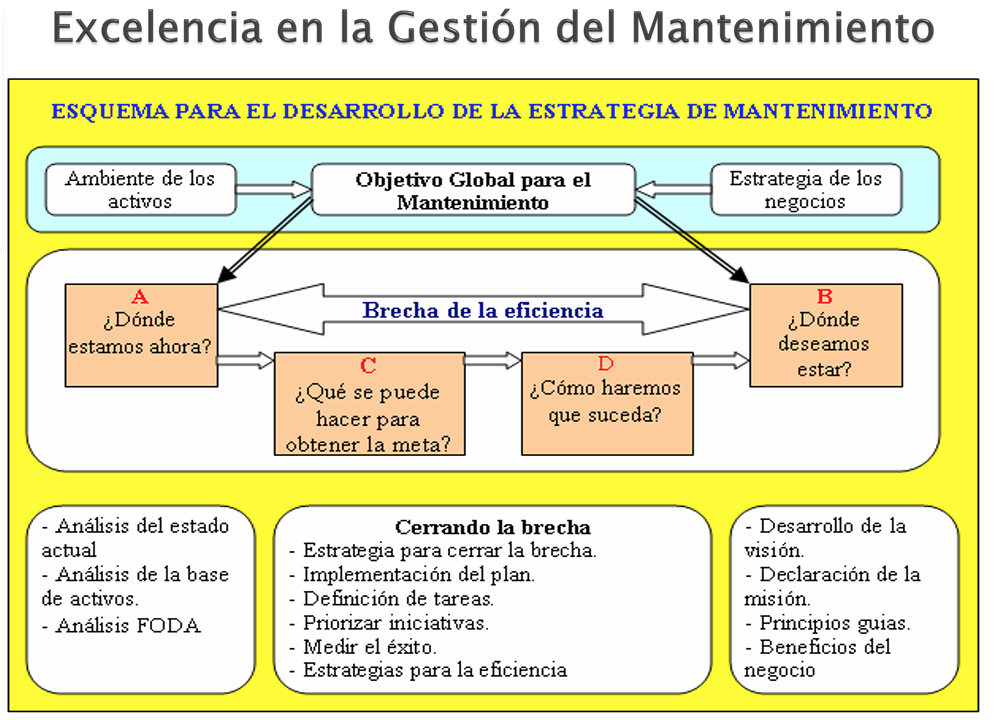 Excelencia en la Gestión del Mantenimiento
ESQUEMA PARA EL DESARROLLO DE LA ESTRATEGIA DE MANTENIMIENTO
Ambiente de los
activos
Objetivo Global para el
Mantenimiento
Estrategia de los
negocios
A
¿Dónde
estamos ahora?
Brecha de la eficiencia
B
¿Dónde
deseamos
estar?
C
¿Qué se puede
hacer para
obtener la meta?
D
¿Cómo haremos
que suceda?
- Análisis del estado
actual
- Análisis de la base
de activos.
- Análisis FODA
Cerrando la brecha
- Estrategia para cerrar la brecha.
- Implementación del plan.
- Definición de tareas.
- Priorizar iniciativas.
- Medir el éxito.
- Estrategias para la eficiencia
- Desarrollo de la
visión.
- Declaración de la
misión.
- Principios guias.
- Beneficios del
negocio